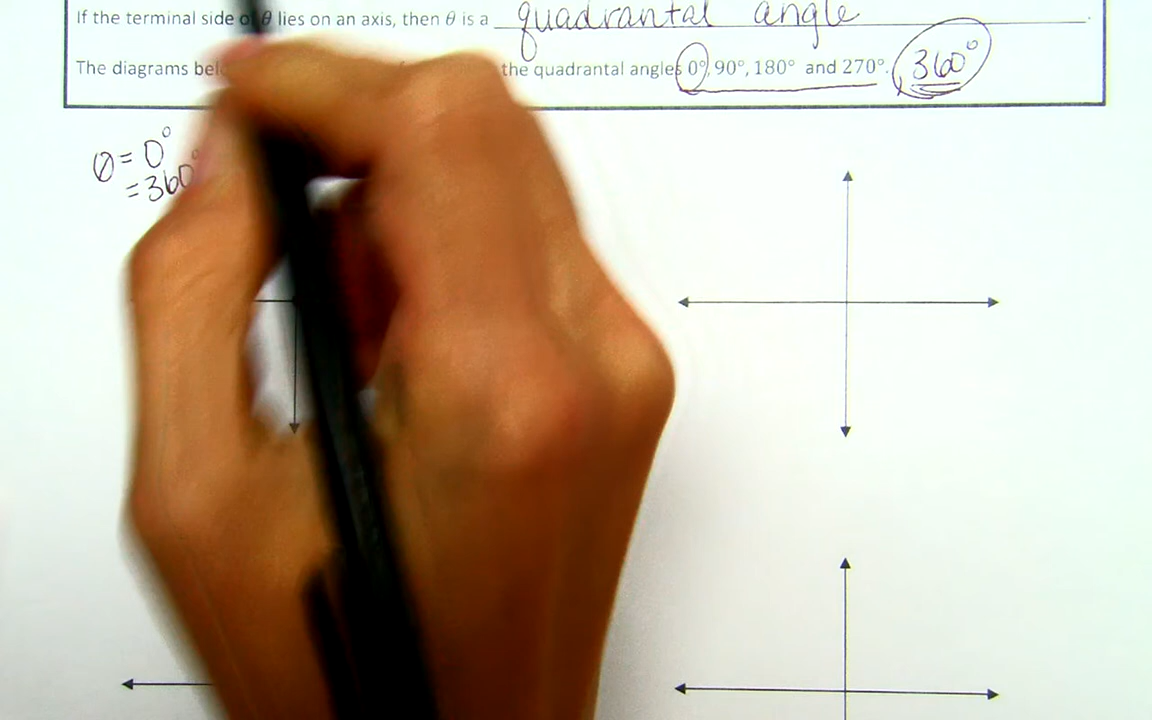 If the terminal side of θ lies on an axis, then θ is a quadrantal angle.
The diagrams the quadrantal angles 0°, 90°, 180° and 270°. 360°
θ = 0°
= 360°